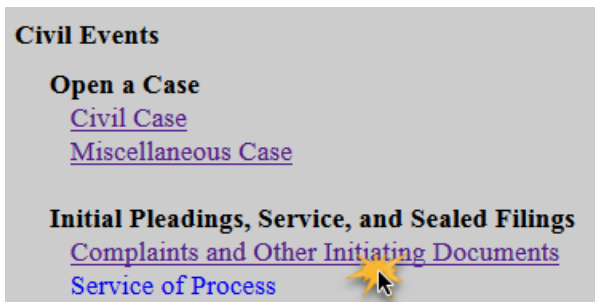 Civil Events
Open a Case
Civil Case
Miscellaneous Case
Initial Pleadings, Service, and Sealed Filings
Complaints and Other Initiating Documents
Service of Process